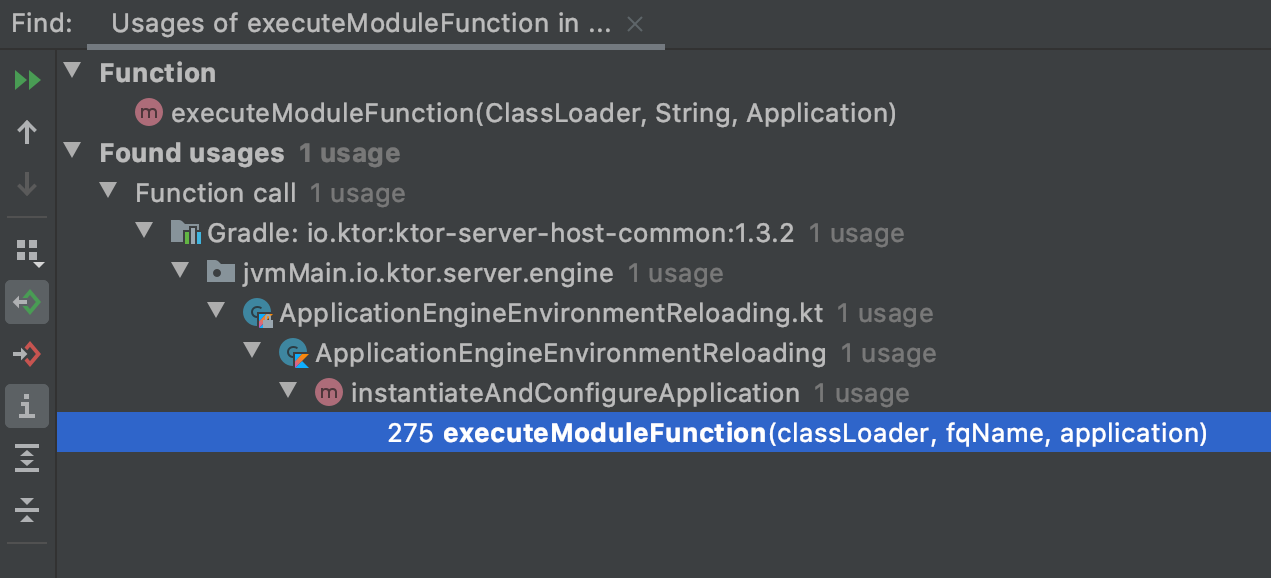 Find: Usages of executeModuleFunction in ...
Function
m executeModuleFunction(ClassLoader, String, Application)
Found usages 1 usage
Function call 1 usage
Gradle: io.ktor:ktor-server-host-common:1.3.2 1 usage
jvmMain.io.ktor.server.engine 1 usage
ApplicationEngineEnvironmentReloading.kt 1 usage
ApplicationEngineEnvironmentReloading 1 usage
m instantiateAndConfigureApplication 1 usage
275 executeModuleFunction(classLoader, fqName, application)